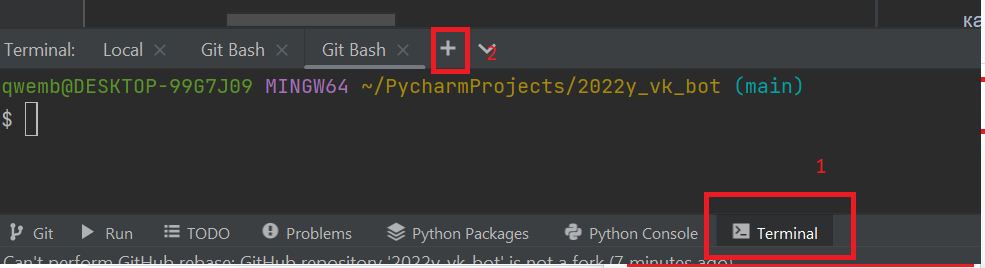 ка
Terminal: Local Git Bash Git Bash
2
qwemb@DESKTOP-99G7J09 MINGW64 ~/PycharmProjects/2022y_vk_bot (main)
$
1
Git Run TODO Problems Python Packages Python Console Terminal
Can't perform GitHub rebase: GitHub repository '2022y_vk_bot' is not a fork (7 minutes ago)